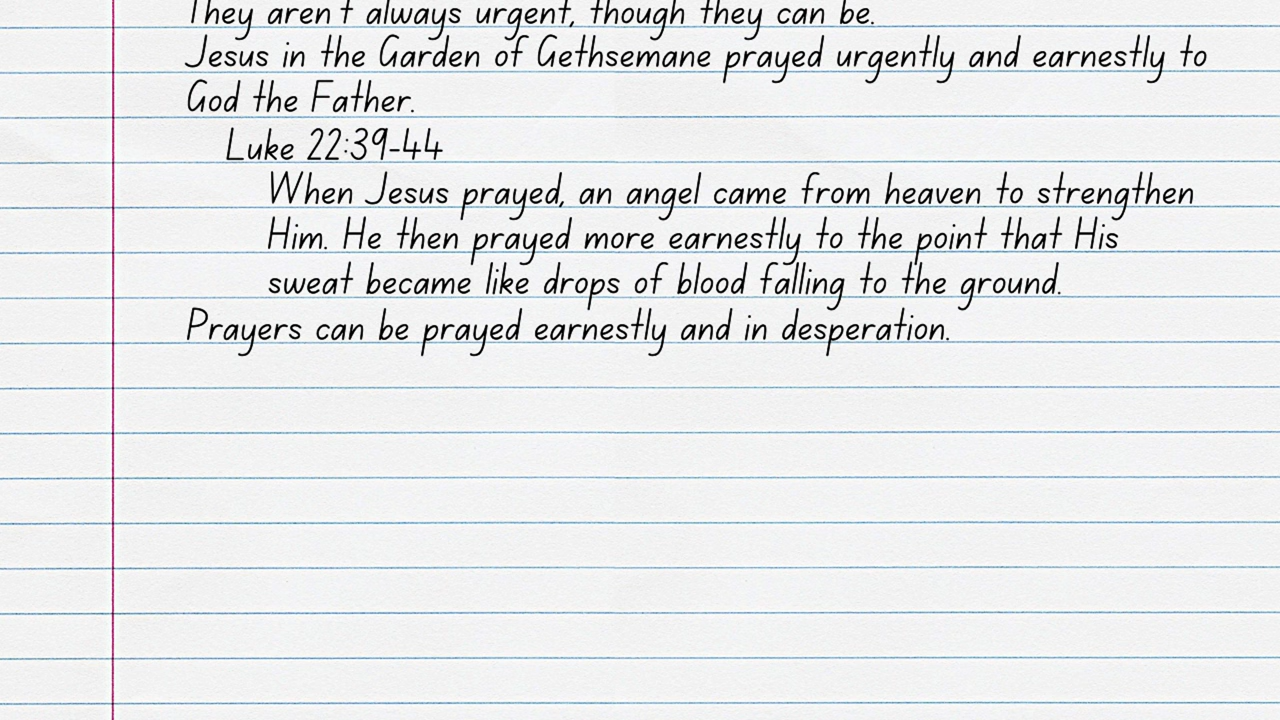 They aren't always urgent, though they can be.
Jesus in the Garden of Gethsemane prayed urgently and earnestly to
God the Father.
Luke 22:39-44
When Jesus prayed, an angel came from heaven to strengthen
Him. He then prayed more earnestly to the point that His
sweat became like drops of blood falling to the ground.
Prayers can be prayed earnestly and in desperation.